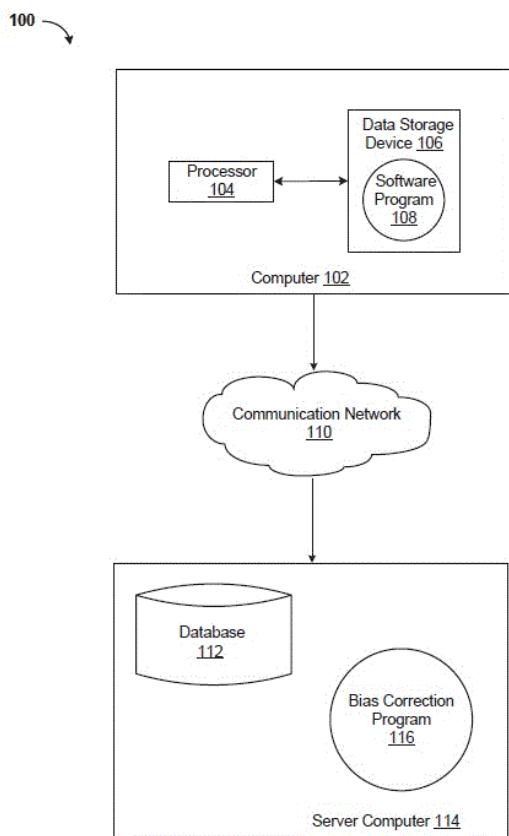 100
Data Storage
Device 106
Processor
104
Software
Program
108
Computer 102
Communication Network
110
Database
112
Bias Correction
Program
116
Server Computer 114